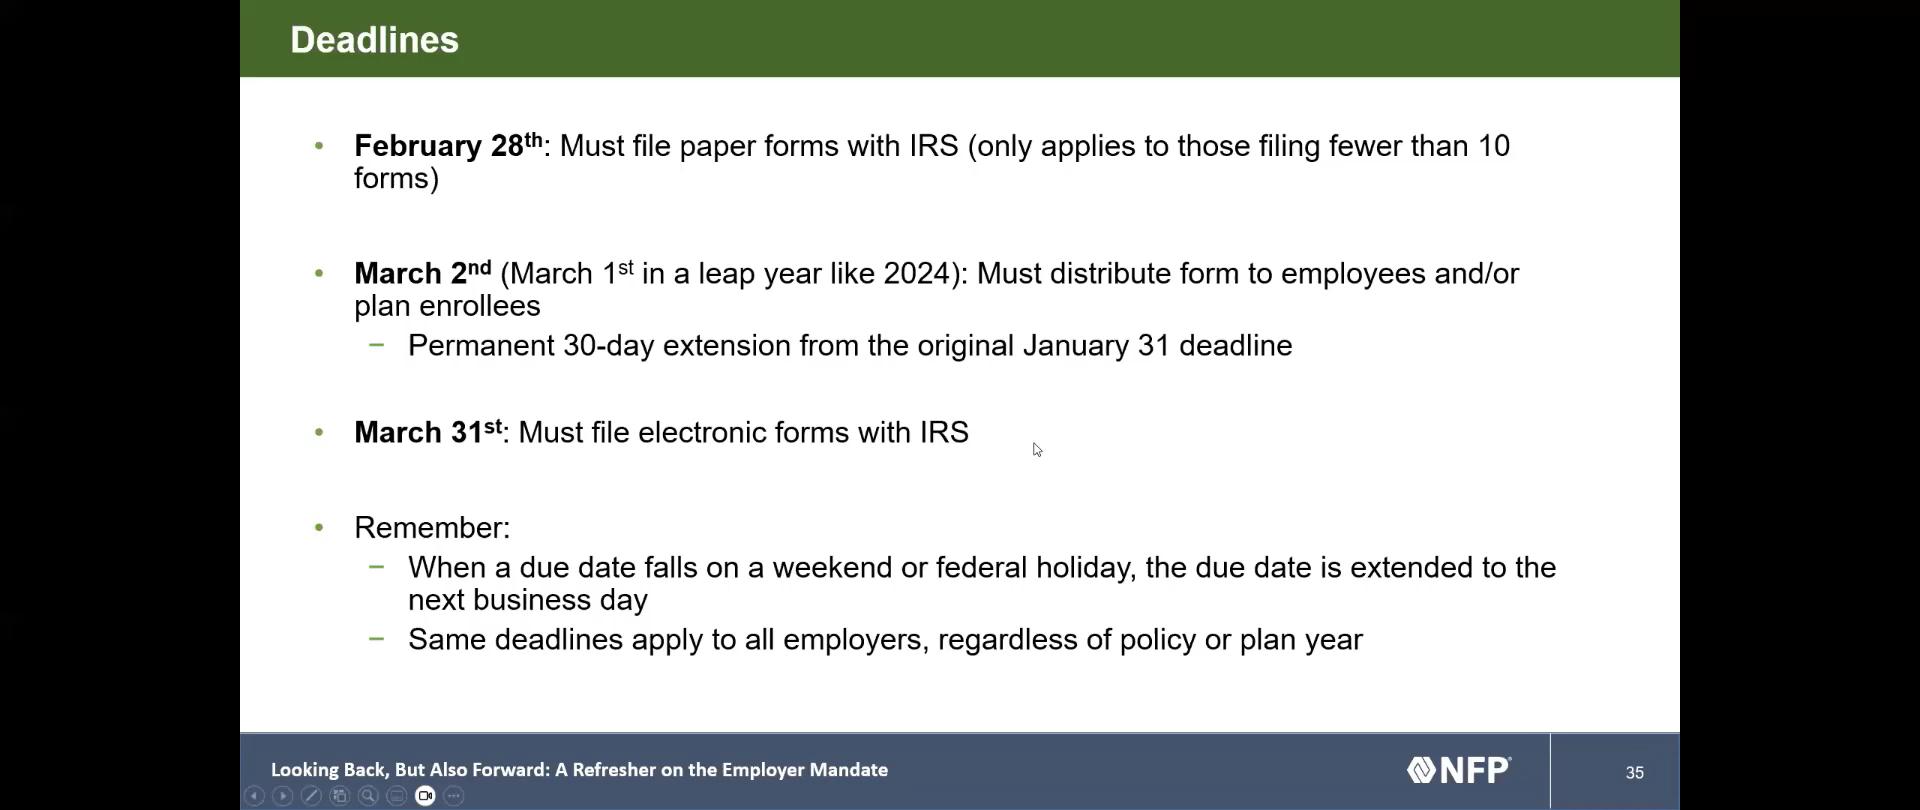 Deadlines
• February 28th: Must file paper forms with IRS (only applies to those filing fewer than 10
forms)
• March 2nd (March 1st in a leap year like 2024): Must distribute form to employees and/or
plan enrollees
− Permanent 30-day extension from the original January 31 deadline
• March 31st: Must file electronic forms with IRS
• Remember:
− When a due date falls on a weekend or federal holiday, the due date is extended to the
next business day
− Same deadlines apply to all employers, regardless of policy or plan year
Looking Back, But Also Forward: A Refresher on the Employer Mandate
NFP
35